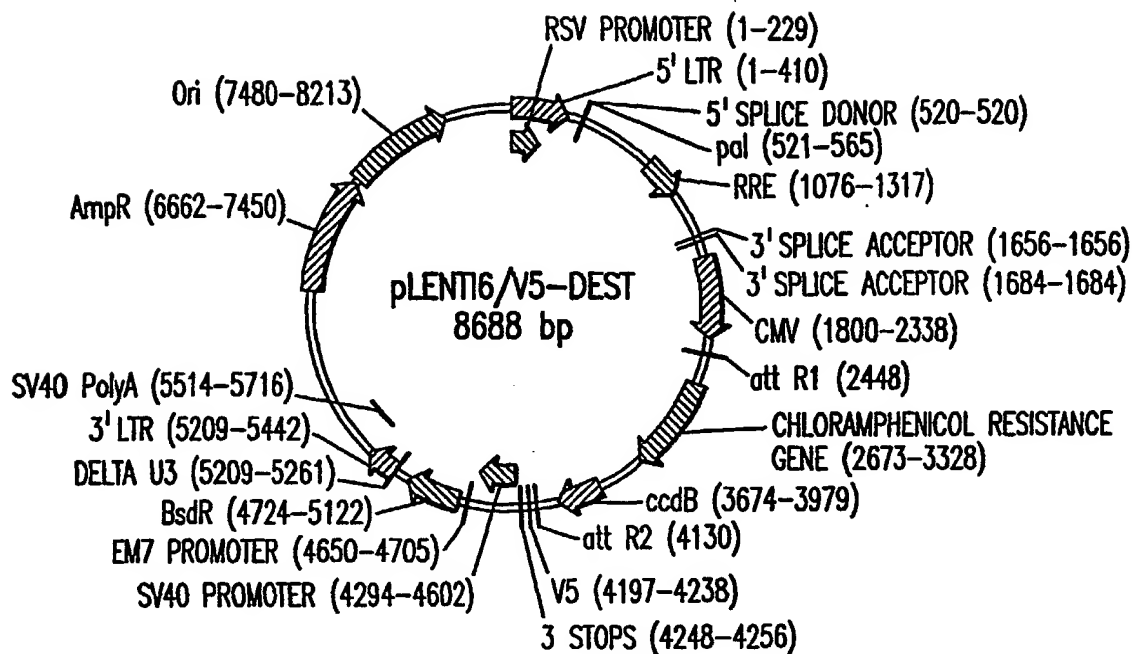 RSV PROMOTER (1–229)
5' LTR (1–410)
5' SPLICE DONOR (520–520)
pal (521–565)
RRE (1076–1317)
3' SPLICE ACCEPTOR (1656–1656)
3' SPLICE ACCEPTOR (1684–1684)
CMV (1800–2338)
att R1 (2448)
CHLORAMPHENICOL RESISTANCE
GENE (2673–3328)
ccdB (3674–3979)
att R2 (4130)
V5 (4197–4238)
3 STOPS (4248–4256)
SV40 PROMOTER (4294–4602)
EM7 PROMOTER (4650–4705)
BsdR (4724–5122)
DELTA U3 (5209–5261)
3' LTR (5209–5442)
SV40 PolyA (5514–5716)
AmpR (6662–7450)
Ori (7480–8213)
pLENTI6/V5–DEST
8688 bp